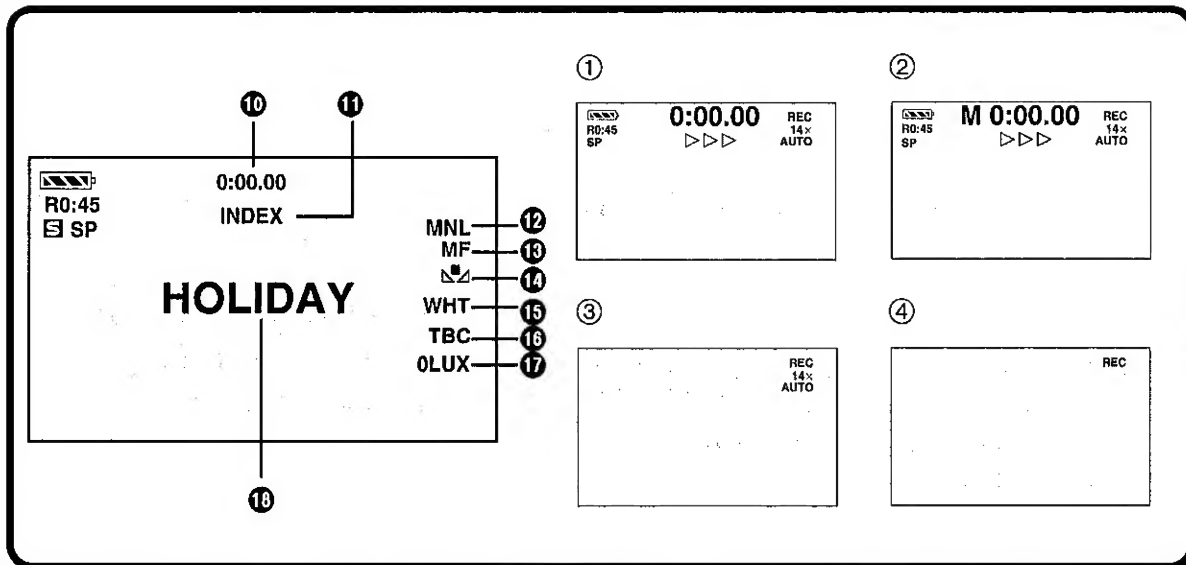 ⑩ ⑪
0:00.00
R0:45
INDEX
S SP
MNL ⑫
MF ⑬
⑭
HOLIDAY
WHT ⑮
TBC ⑯
0LUX ⑰
⑱
①
0:00.00 REC
R0:45 14×
SP AUTO
②
M 0:00.00 REC
R0:45 14×
SP AUTO
③
REC
14×
AUTO
④
REC